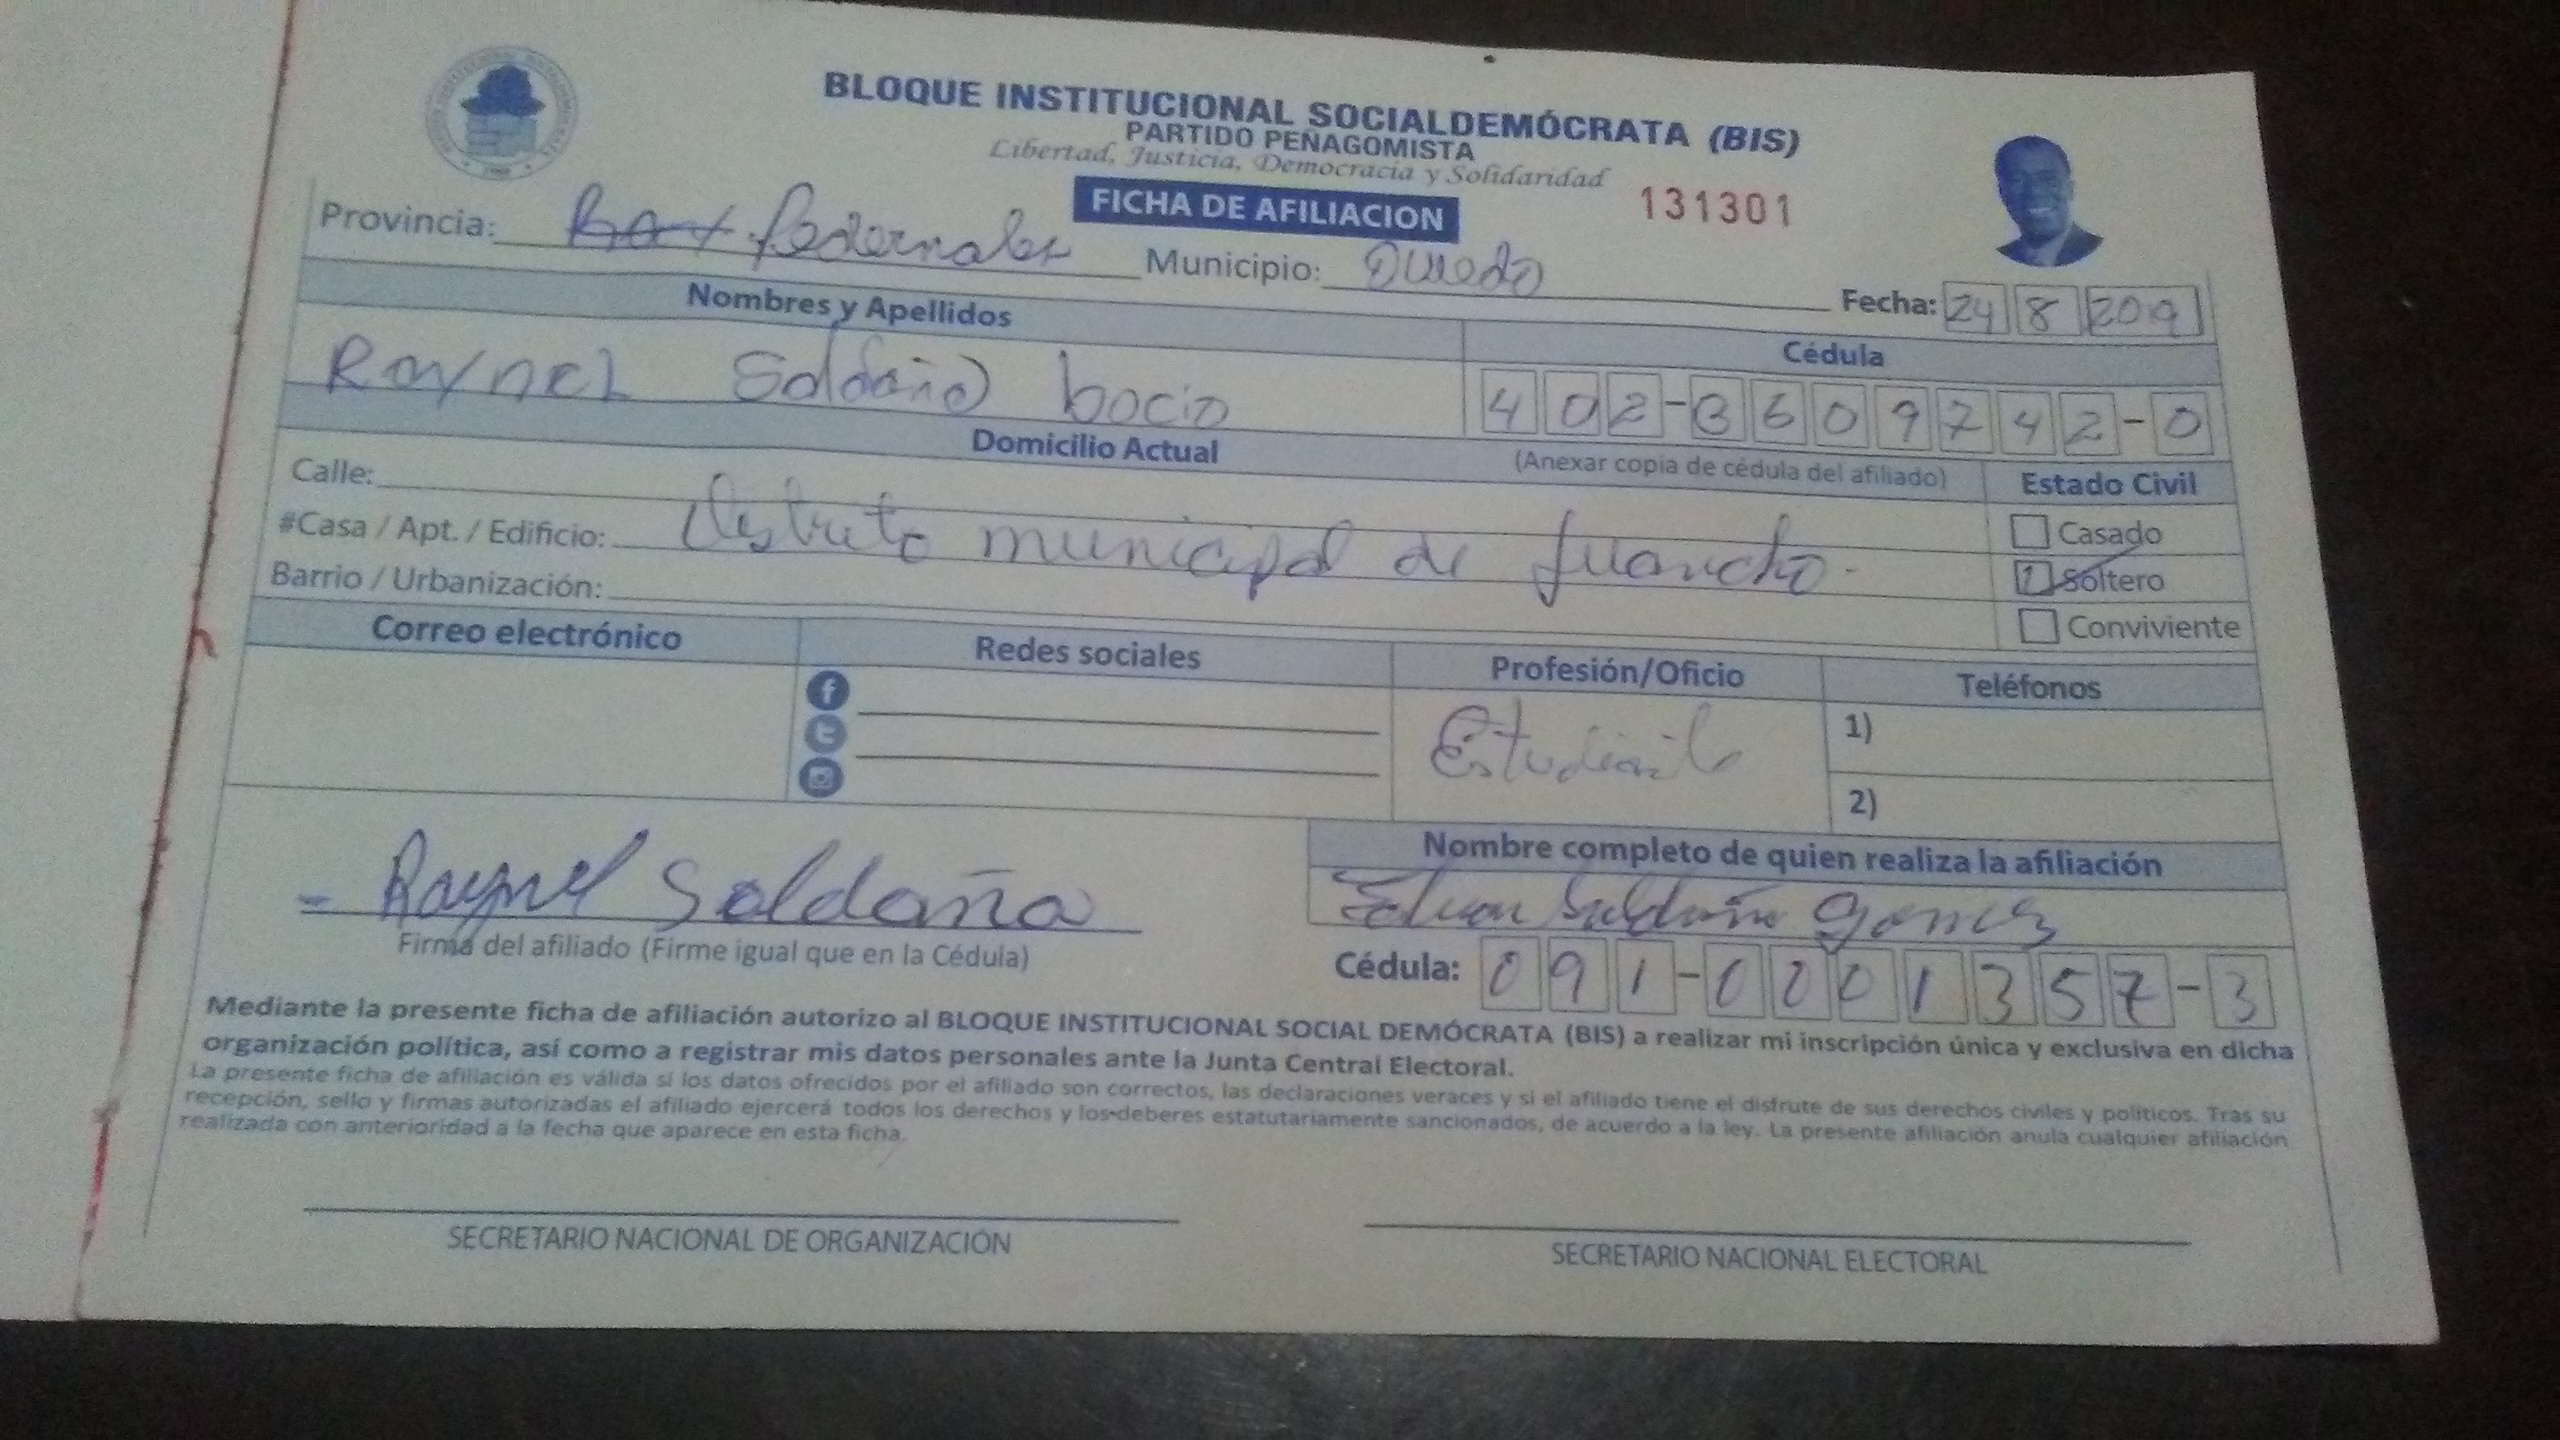 BLOQUE INSTITUCIONAL SOCIALDEMÓCRATA (BIS)
PARTIDO PEÑAGOMISTA
Libertad, Justicia, Democracia y Solidaridad
FICHA DE AFILIACION
131301
Provincia: Pedernales Municipio: Oviedo
Fecha: 24 8 2019
Nombres y Apellidos
Cédula
Raynel Saldaña bocio
402-3609742-0
Domicilio Actual
(Anexar copia de cédula del afiliado)
Estado Civil
Calle:
#Casa / Apt. / Edificio: Distrito municipal de Juancho.
Barrio / Urbanización:
Casado
Soltero
Conviviente
Correo electrónico
Redes sociales
Profesión/Oficio
Teléfonos
Estudiante
1)
2)
Raynel Saldaña
Firma del afiliado (Firme igual que en la Cédula)
Nombre completo de quien realiza la afiliación
Saldaña Gomez
Cédula: 091-0001357-3
Mediante la presente ficha de afiliación autorizo al BLOQUE INSTITUCIONAL SOCIAL DEMÓCRATA (BIS) a realizar mi inscripción única y exclusiva en dicha
organización política, así como a registrar mis datos personales ante la Junta Central Electoral.
La presente ficha de afiliación es válida si los datos ofrecidos por el afiliado son correctos, las declaraciones veraces y si el afiliado tiene el disfrute de sus derechos civiles y políticos. Tras su
recepción, sello y firmas autorizadas el afiliado ejercerá todos los derechos y los deberes estatutariamente sancionados, de acuerdo a la ley. La presente afiliación anula cualquier afiliación
realizada con anterioridad a la fecha que aparece en esta ficha.
SECRETARIO NACIONAL DE ORGANIZACIÓN
SECRETARIO NACIONAL ELECTORAL